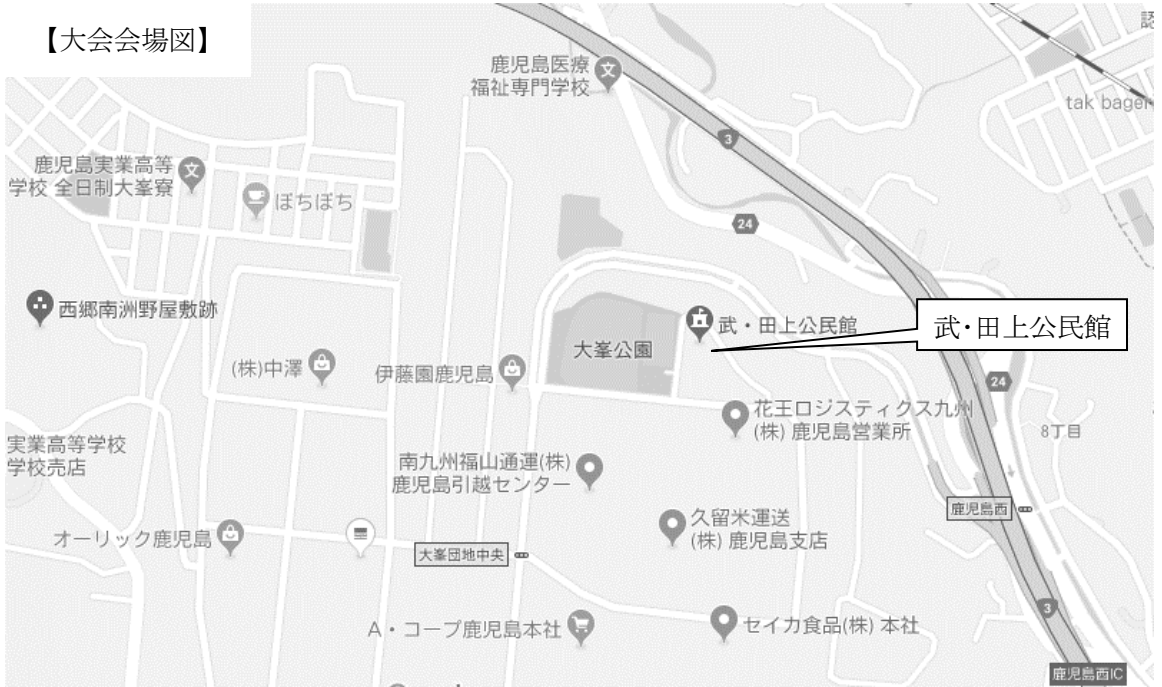 【大会会場図】
認
鹿児島医療
福祉専門学校
tak bager
3
鹿児島実業高等
学校 全日制大峯寮
ぽちぽち
24
西郷南洲野屋敷跡
武・田上公民館
武・田上公民館
大峯公園
(株)中澤
伊藤園鹿児島
24
花王ロジスティクス九州
(株) 鹿児島営業所
8丁目
実業高等学校
学校売店
南九州福山通運(株)
鹿児島引越センター
鹿児島西
久留米運送
(株) 鹿児島支店
オーリック鹿児島
大峯団地中央
3
A・コープ鹿児島本社
セイカ食品(株) 本社
鹿児島西IC